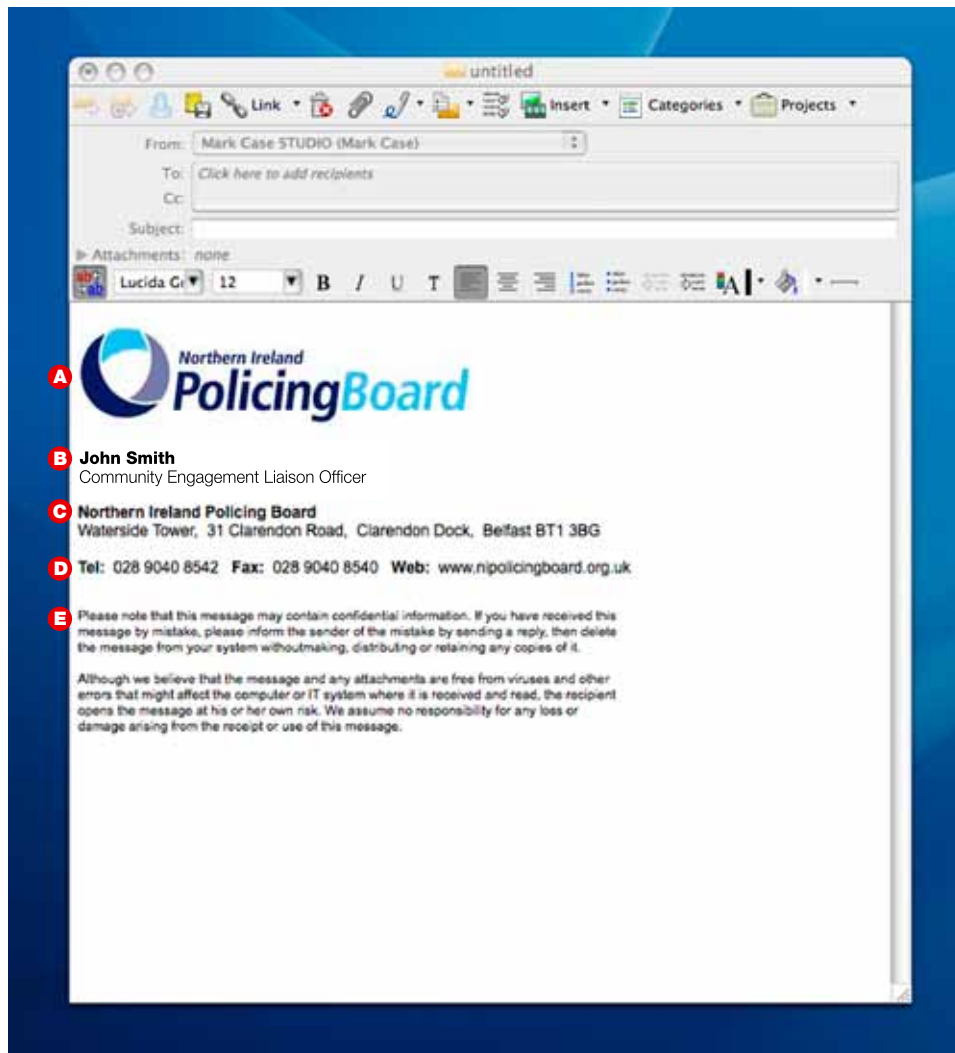 untitled
Link Insert Categories Projects
From: Mark Case STUDIO (Mark Case)
To: Click here to add recipients
Cc:
Subject:
Attachments: none
Lucida Gr 12 B I U T A
A
Northern Ireland
PolicingBoard
B John Smith
Community Engagement Liaison Officer
C Northern Ireland Policing Board
Waterside Tower, 31 Clarendon Road, Clarendon Dock, Belfast BT1 3BG
D Tel: 028 9040 8542 Fax: 028 9040 8540 Web: www.nipolicingboard.org.uk
E Please note that this message may contain confidential information. If you have received this
message by mistake, please inform the sender of the mistake by sending a reply, then delete
the message from your system withoutmaking, distributing or retaining any copies of it.
Although we believe that the message and any attachments are free from viruses and other
errors that might affect the computer or IT system where it is received and read, the recipient
opens the message at his or her own risk. We assume no responsibility for any loss or
damage arising from the receipt or use of this message.